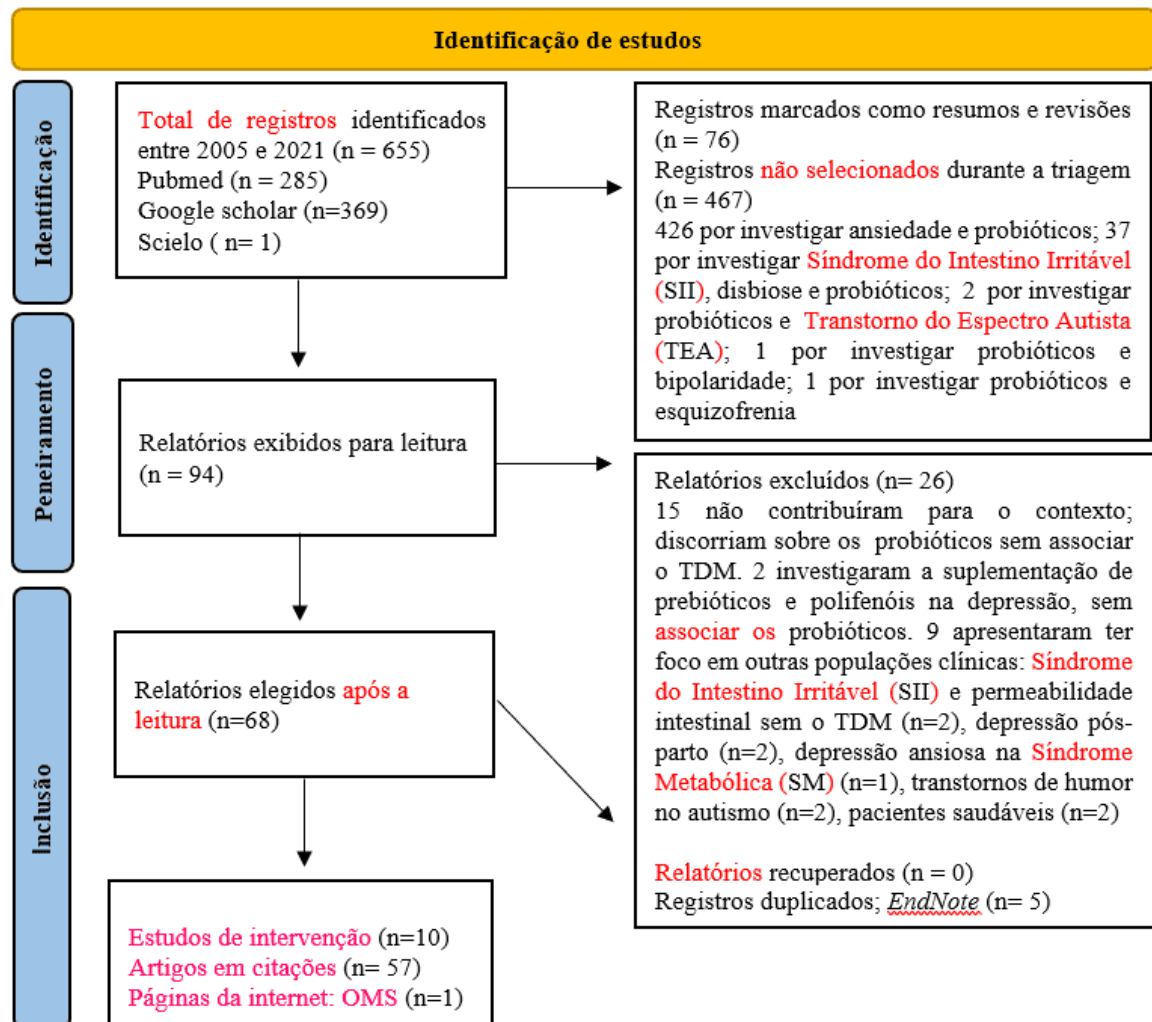 Identificação de estudos
Identificação
Total de registros identificados
entre 2005 e 2021 (n = 655)
Pubmed (n = 285)
Google scholar (n=369)
Scielo ( n= 1)
Registros marcados como resumos e revisões
(n = 76)
Registros não selecionados durante a triagem
(n = 467)
426 por investigar ansiedade e probióticos; 37
por investigar Síndrome do Intestino Irritável
(SII), disbiose e probióticos; 2 por investigar
probióticos e Transtorno do Espectro Autista
(TEA); 1 por investigar probióticos e
bipolaridade; 1 por investigar probióticos e
esquizofrenia
Peneiramento
Relatórios exibidos para leitura
(n = 94)
Relatórios excluídos (n= 26)
15 não contribuíram para o contexto;
discorriam sobre os probióticos sem associar
o TDM. 2 investigaram a suplementação de
prebióticos e polifenóis na depressão, sem
associar os probióticos. 9 apresentaram ter
foco em outras populações clínicas: Síndrome
do Intestino Irritável (SII) e permeabilidade
intestinal sem o TDM (n=2), depressão pós-
parto (n=2), depressão ansiosa na Síndrome
Metabólica (SM) (n=1), transtornos de humor
no autismo (n=2), pacientes saudáveis (n=2)
Relatórios recuperados (n = 0)
Registros duplicados; EndNote (n= 5)
Inclusão
Relatórios elegidos após a
leitura (n=68)
Estudos de intervenção (n=10)
Artigos em citações (n= 57)
Páginas da internet: OMS (n=1)